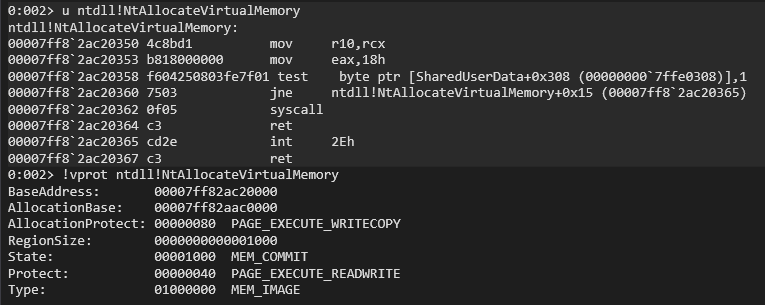 0:002> u ntdll!NtAllocateVirtualMemory
ntdll!NtAllocateVirtualMemory:
00007ff8`2ac20350 4c8bd1          mov     r10,rcx
00007ff8`2ac20353 b818000000      mov     eax,18h
00007ff8`2ac20358 f604250803fe7f01 test    byte ptr [SharedUserData+0x308 (00000000`7ffe0308)],1
00007ff8`2ac20360 7503            jne     ntdll!NtAllocateVirtualMemory+0x15 (00007ff8`2ac20365)
00007ff8`2ac20362 0f05            syscall
00007ff8`2ac20364 c3              ret
00007ff8`2ac20365 cd2e            int     2Eh
00007ff8`2ac20367 c3              ret
0:002> !vprot ntdll!NtAllocateVirtualMemory
BaseAddress:       00007ff82ac20000
AllocationBase:    00007ff82aac0000
AllocationProtect: 00000080  PAGE_EXECUTE_WRITECOPY
RegionSize:        0000000000001000
State:             00001000  MEM_COMMIT
Protect:           00000040  PAGE_EXECUTE_READWRITE
Type:              01000000  MEM_IMAGE